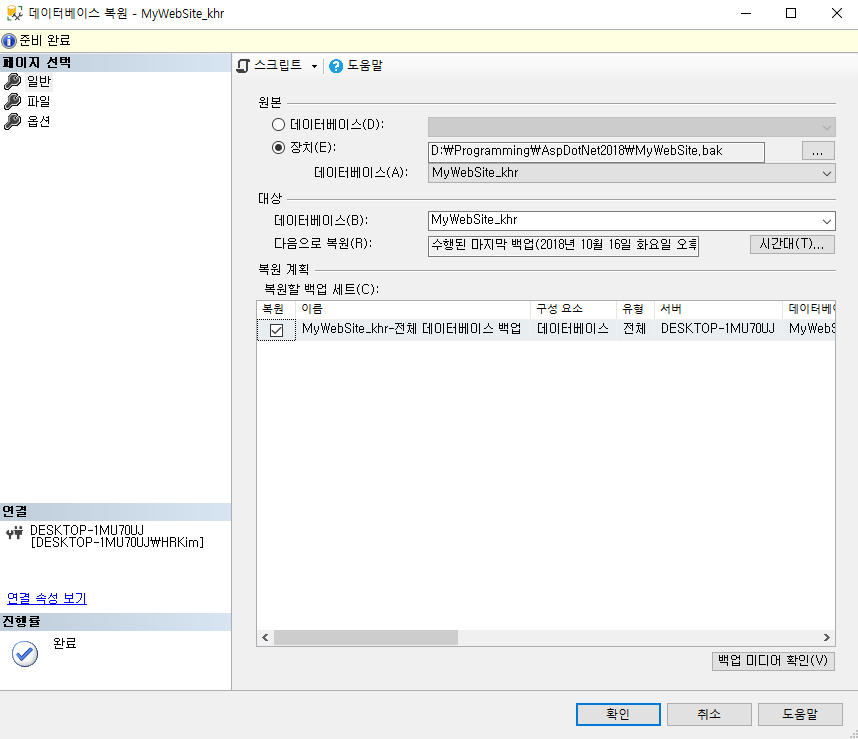 데이터베이스 복원 - MyWebSite_khr
준비 완료
페이지 선택
일반
파일
옵션
스크립트
도움말
원본
데이터베이스(D):
장치(E):
D:₩Programming₩AspDotNet2018₩MyWebSite.bak
...
데이터베이스(A):
MyWebSite_khr
대상
데이터베이스(B):
MyWebSite_khr
다음으로 복원(R):
수행된 마지막 백업(2018년 10월 16일 화요일 오후
시간대(T)...
복원 계획
복원할 백업 세트(C):
복원 이름 구성 요소 유형 서버 데이터베이
MyWebSite_khr-전체 데이터베이스 백업 데이터베이스 전체 DESKTOP-1MU70UJ MyWebS
연결
DESKTOP-1MU70UJ
[DESKTOP-1MU70UJ₩HRKim]
연결 속성 보기
진행률
완료
백업 미디어 확인(V)
확인
취소
도움말